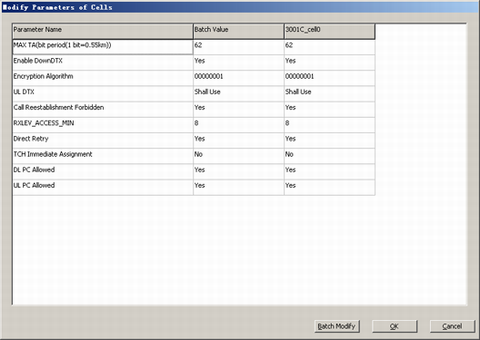 Modify Parameters of Cells
Parameter Name Batch Value 3001C_cell0
MAX TA(bit period(1 bit=0.55km)) 62 62
Enable DownDTX Yes Yes
Encryption Algorithm 00000001 00000001
UL DTX Shall Use Shall Use
Call Reestablishment Forbidden Yes Yes
RXLEV_ACCESS_MIN 8 8
Direct Retry Yes Yes
TCH Immediate Assignment No No
DL PC Allowed Yes Yes
UL PC Allowed Yes Yes
Batch Modify OK Cancel